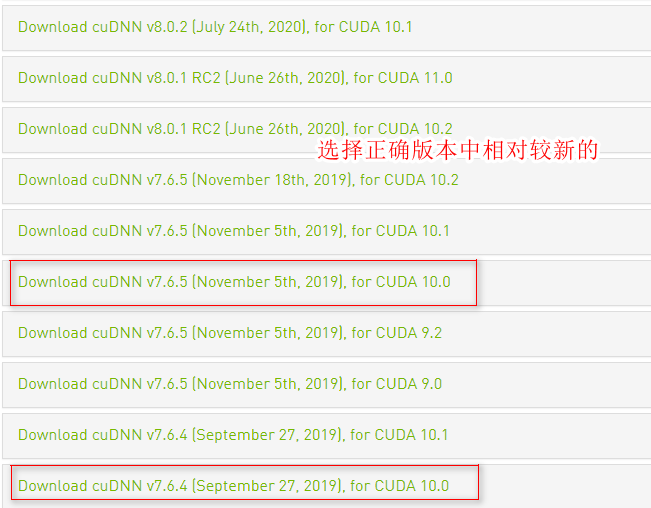 Download cuDNN v8.0.2 (July 24th, 2020), for CUDA 10.1
Download cuDNN v8.0.1 RC2 (June 26th, 2020), for CUDA 11.0
Download cuDNN v8.0.1 RC2 (June 26th, 2020), for CUDA 10.2
选择正确版本中相对较新的
Download cuDNN v7.6.5 (November 18th, 2019), for CUDA 10.2
Download cuDNN v7.6.5 (November 5th, 2019), for CUDA 10.1
Download cuDNN v7.6.5 (November 5th, 2019), for CUDA 10.0
Download cuDNN v7.6.5 (November 5th, 2019), for CUDA 9.2
Download cuDNN v7.6.5 (November 5th, 2019), for CUDA 9.0
Download cuDNN v7.6.4 (September 27, 2019), for CUDA 10.1
Download cuDNN v7.6.4 (September 27, 2019), for CUDA 10.0